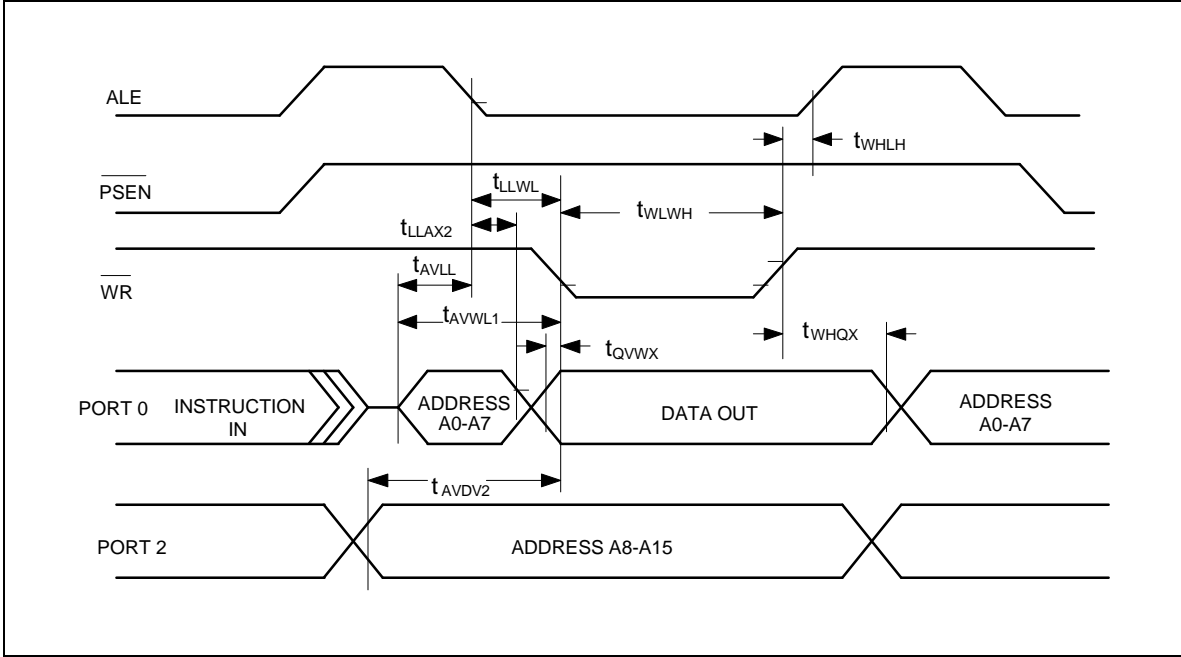 ALE
tWHLH
PSEN
tLLWL
tWLWH
tLLAX2
tAVLL
WR
tAVWL1
tWHQX
tQVWX
PORT 0
INSTRUCTION
IN
ADDRESS
A0-A7
DATA OUT
ADDRESS
A0-A7
tAVDV2
PORT 2
ADDRESS A8-A15